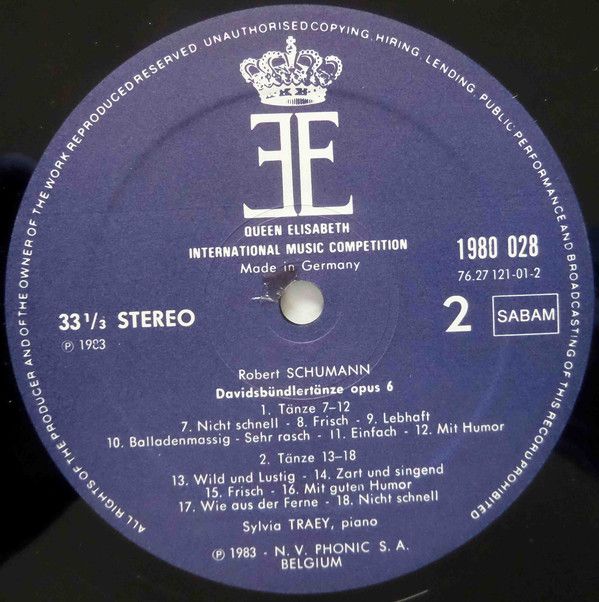 ALL RIGHTS OF THE PRODUCER AND OF THE OWNER OF THE WORK REPRODUCED RESERVED UNAUTHORISED COPYING, HIRING, LENDING, PUBLIC PERFORMANCE AND BROADCASTING OF THIS RECORD PROHIBITED
ƎE
QUEEN ELISABETH
INTERNATIONAL MUSIC COMPETITION
Made in Germany
1980 028
76.27 121-01-2
33 1/3 STEREO
℗ 1983
2
SABAM
Robert SCHUMANN
Davidsbündlertänze opus 6
1. Tänze 7-12
7. Nicht schnell - 8. Frisch - 9. Lebhaft
10. Balladenmassig - Sehr rasch - 11. Einfach - 12. Mit Humor
2. Tänze 13-18
13. Wild und Lustig - 14. Zart und singend
15. Frisch - 16. Mit guten Humor
17. Wie aus der Ferne - 18. Nicht schnell
Sylvia TRAEY, piano
℗ 1983 - N. V. PHONIC S. A.
BELGIUM